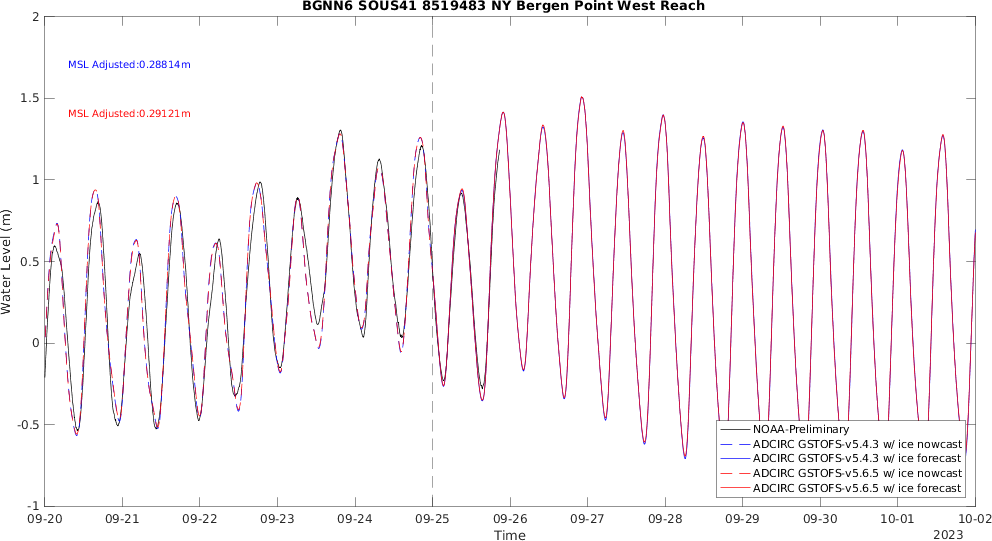 BGNN6 SOUS41 8519483 NY Bergen Point West Reach
2
MSL Adjusted:0.28814m
1.5
MSL Adjusted:0.29121m
1
0.5
Water Level (m)
0
-0.5
-1
NOAA-Preliminary
ADCIRC GSTOFS-v5.4.3 w/ ice nowcast
ADCIRC GSTOFS-v5.4.3 w/ ice forecast
ADCIRC GSTOFS-v5.6.5 w/ ice nowcast
ADCIRC GSTOFS-v5.6.5 w/ ice forecast
09-20 09-21 09-22 09-23 09-24 09-25 09-26 09-27 09-28 09-29 09-30 10-01 10-02
Time
2023